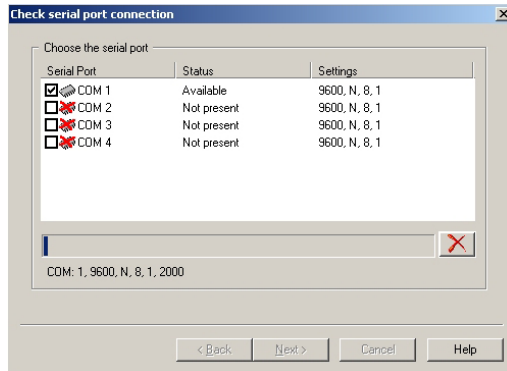 Check serial port connection
Choose the serial port
Serial Port Status Settings
COM 1 Available 9600, N, 8, 1
COM 2 Not present 9600, N, 8, 1
COM 3 Not present 9600, N, 8, 1
COM 4 Not present 9600, N, 8, 1
COM: 1, 9600, N, 8, 1, 2000
< Back Next > Cancel Help